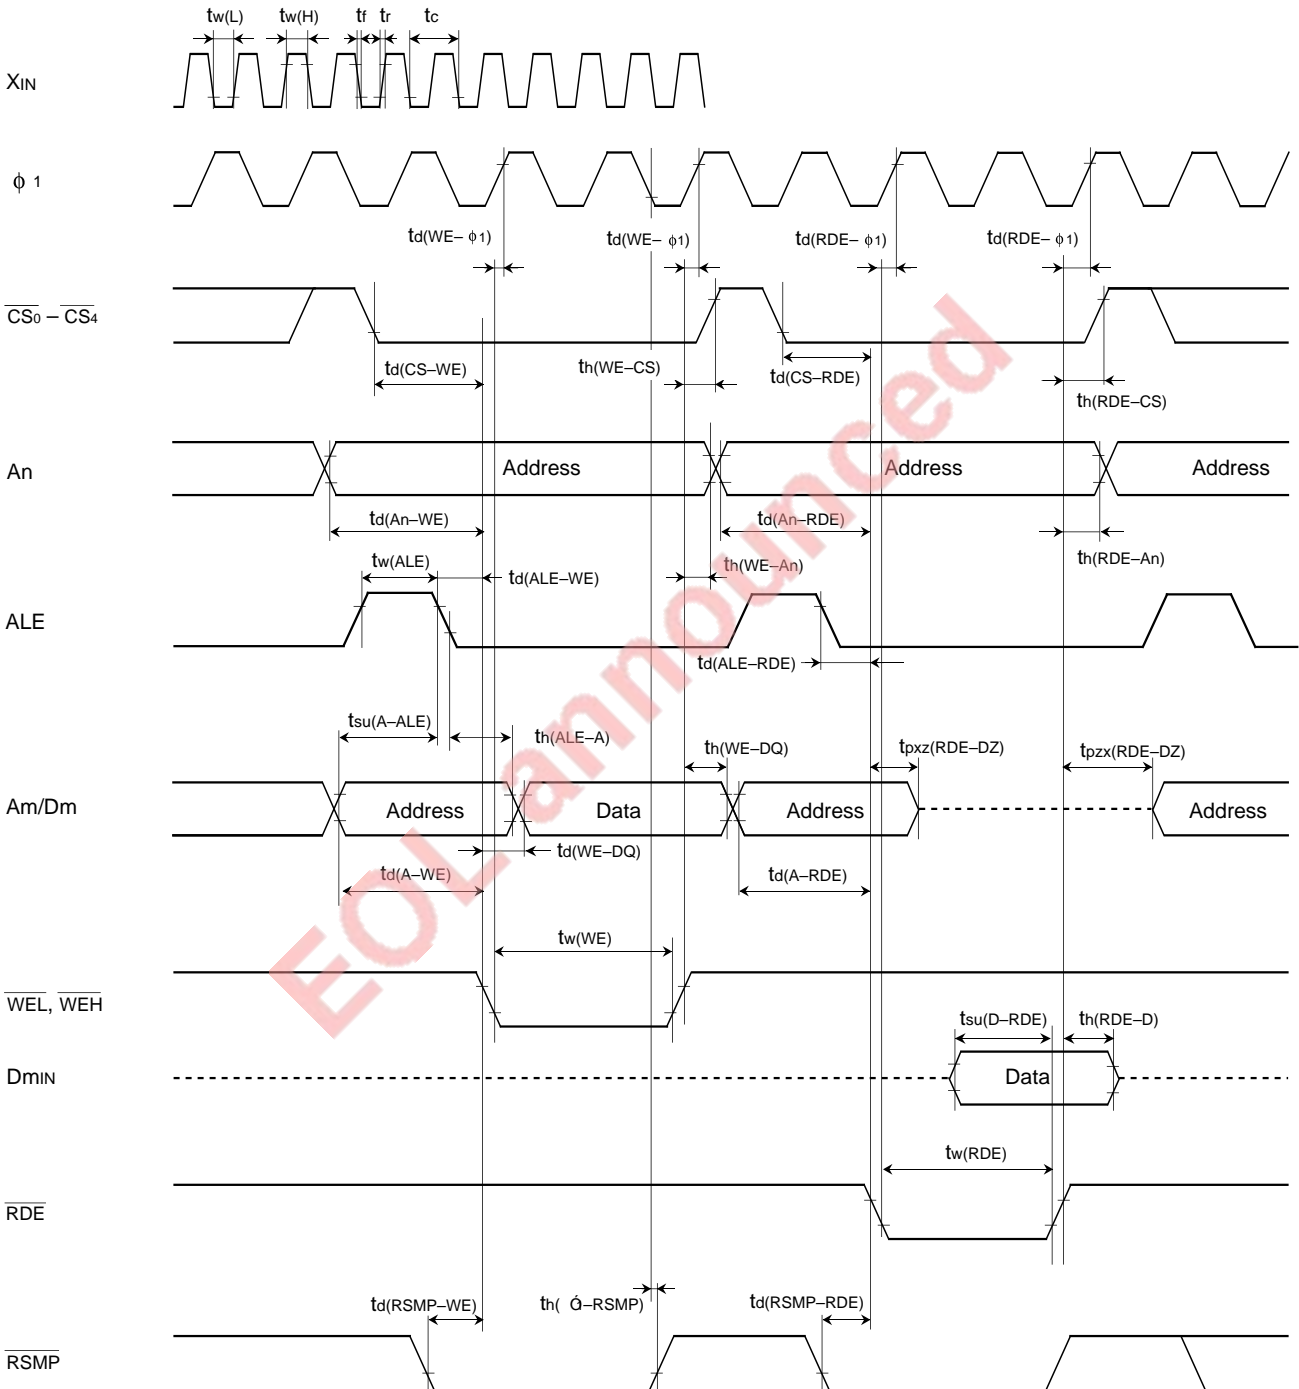 tw(L) tw(H) tf tr tc
XIN
ϕ 1
td(WE– ϕ1) td(WE– ϕ1) td(RDE– ϕ1) td(RDE– ϕ1)
CS0 – CS4
td(CS–WE) th(WE–CS) td(CS–RDE)
th(RDE–CS)
An Address Address Address
td(An–WE) td(An–RDE)
tw(ALE) td(ALE–WE) th(WE–An) th(RDE–An)
ALE
td(ALE–RDE)
tsu(A–ALE) th(ALE–A) th(WE–DQ) tpxz(RDE–DZ) tpzx(RDE–DZ)
Am/Dm Address Data Address Address
td(WE–DQ)
td(A–WE) td(A–RDE)
tw(WE)
WEL, WEH
tsu(D–RDE) th(RDE–D)
DmIN Data
tw(RDE)
RDE
td(RSMP–WE) th( –RSMP) td(RSMP–RDE)
RSMP
EOL announced